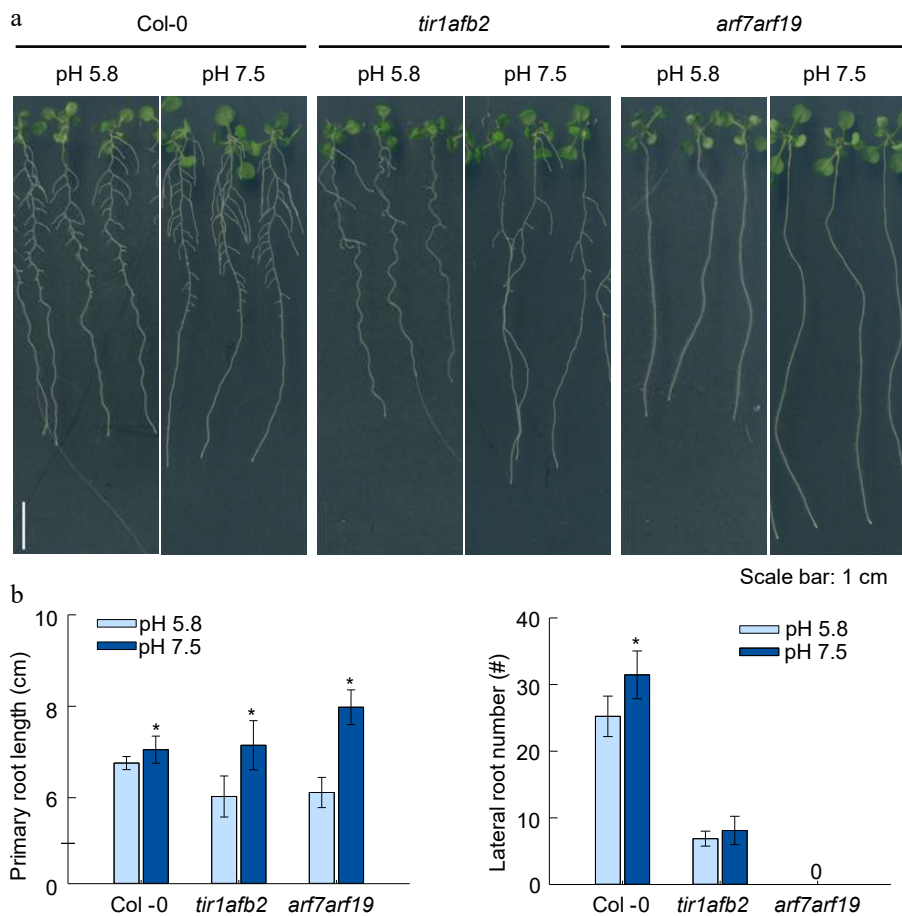 a
Col-0 tir1afb2 arf7arf19
pH 5.8 pH 7.5 pH 5.8 pH 7.5 pH 5.8 pH 7.5
Scale bar: 1 cm
b
Primary root length (cm)
10
8
6
0
pH 5.8
pH 7.5
* * *
Col -0 tir1afb2 arf7arf19
Lateral root number (#)
40
30
20
10
0
pH 5.8
pH 7.5
*
0
Col -0 tir1afb2 arf7arf19